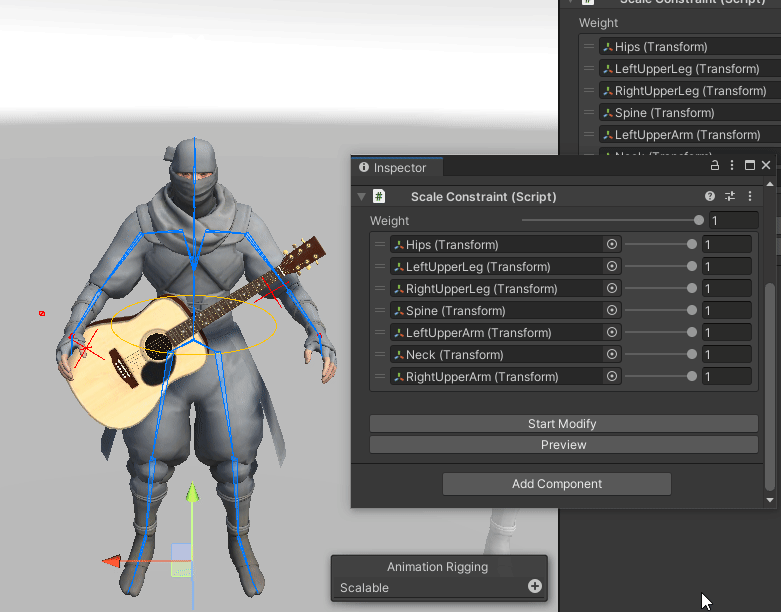 Scale Constraint (Script)
Weight
Hips (Transform)
LeftUpperLeg (Transform)
RightUpperLeg (Transform)
Spine (Transform)
LeftUpperArm (Transform)
Neck (Transform)
Inspector
Scale Constraint (Script)
Weight 1
Hips (Transform) 1
LeftUpperLeg (Transform) 1
RightUpperLeg (Transform) 1
Spine (Transform) 1
LeftUpperArm (Transform) 1
Neck (Transform) 1
RightUpperArm (Transform) 1
Start Modify
Preview
Add Component
Animation Rigging
Scalable